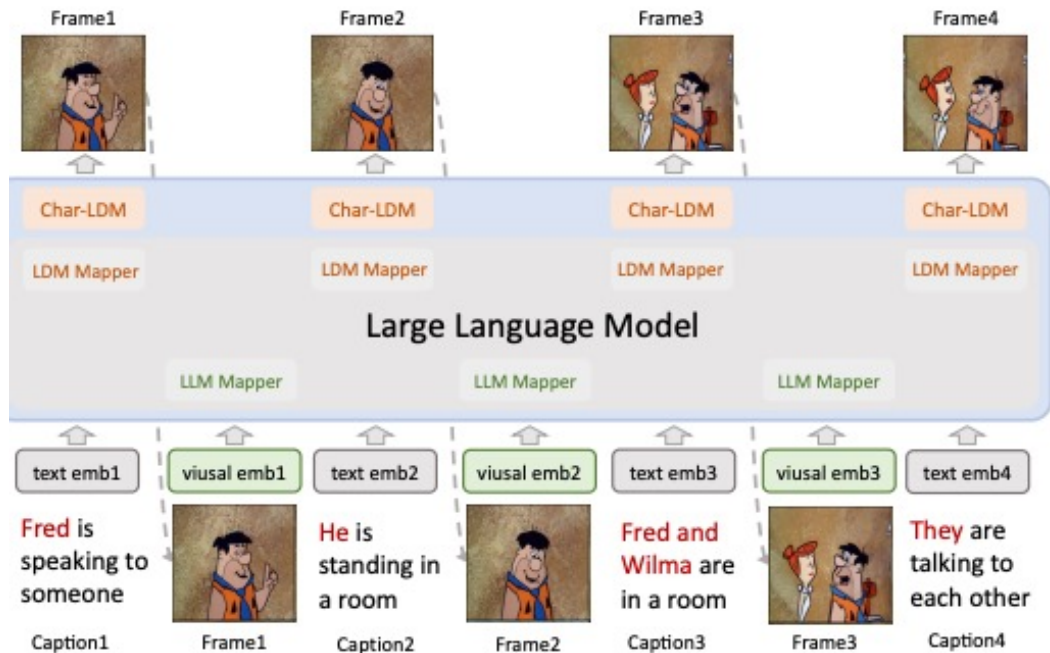 Frame1
Frame2
Frame3
Frame4
Char-LDM
Char-LDM
Char-LDM
Char-LDM
LDM Mapper
LDM Mapper
LDM Mapper
LDM Mapper
Large Language Model
LLM Mapper
LLM Mapper
LLM Mapper
text emb1
viusal emb1
text emb2
viusal emb2
text emb3
viusal emb3
text emb4
Fred is
speaking to
someone
He is
standing in
a room
Fred and
Wilma are
in a room
They are
talking to
each other
Caption1
Frame1
Caption2
Frame2
Caption3
Frame3
Caption4